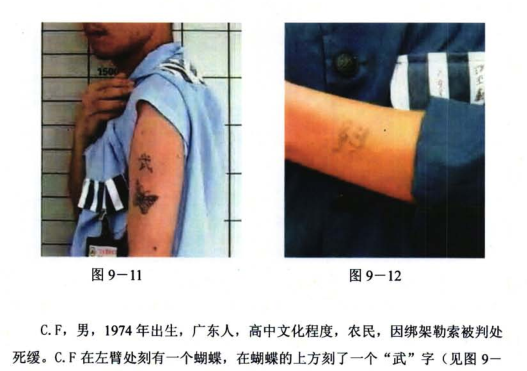 1500
武
图 9－11
图 9－12
C.F，男，1974 年出生，广东人，高中文化程度，农民，因绑架勒索被判处
死缓。C.F 在左臂处刻有一个蝴蝶，在蝴蝶的上方刻了一个“武”字（见图 9－